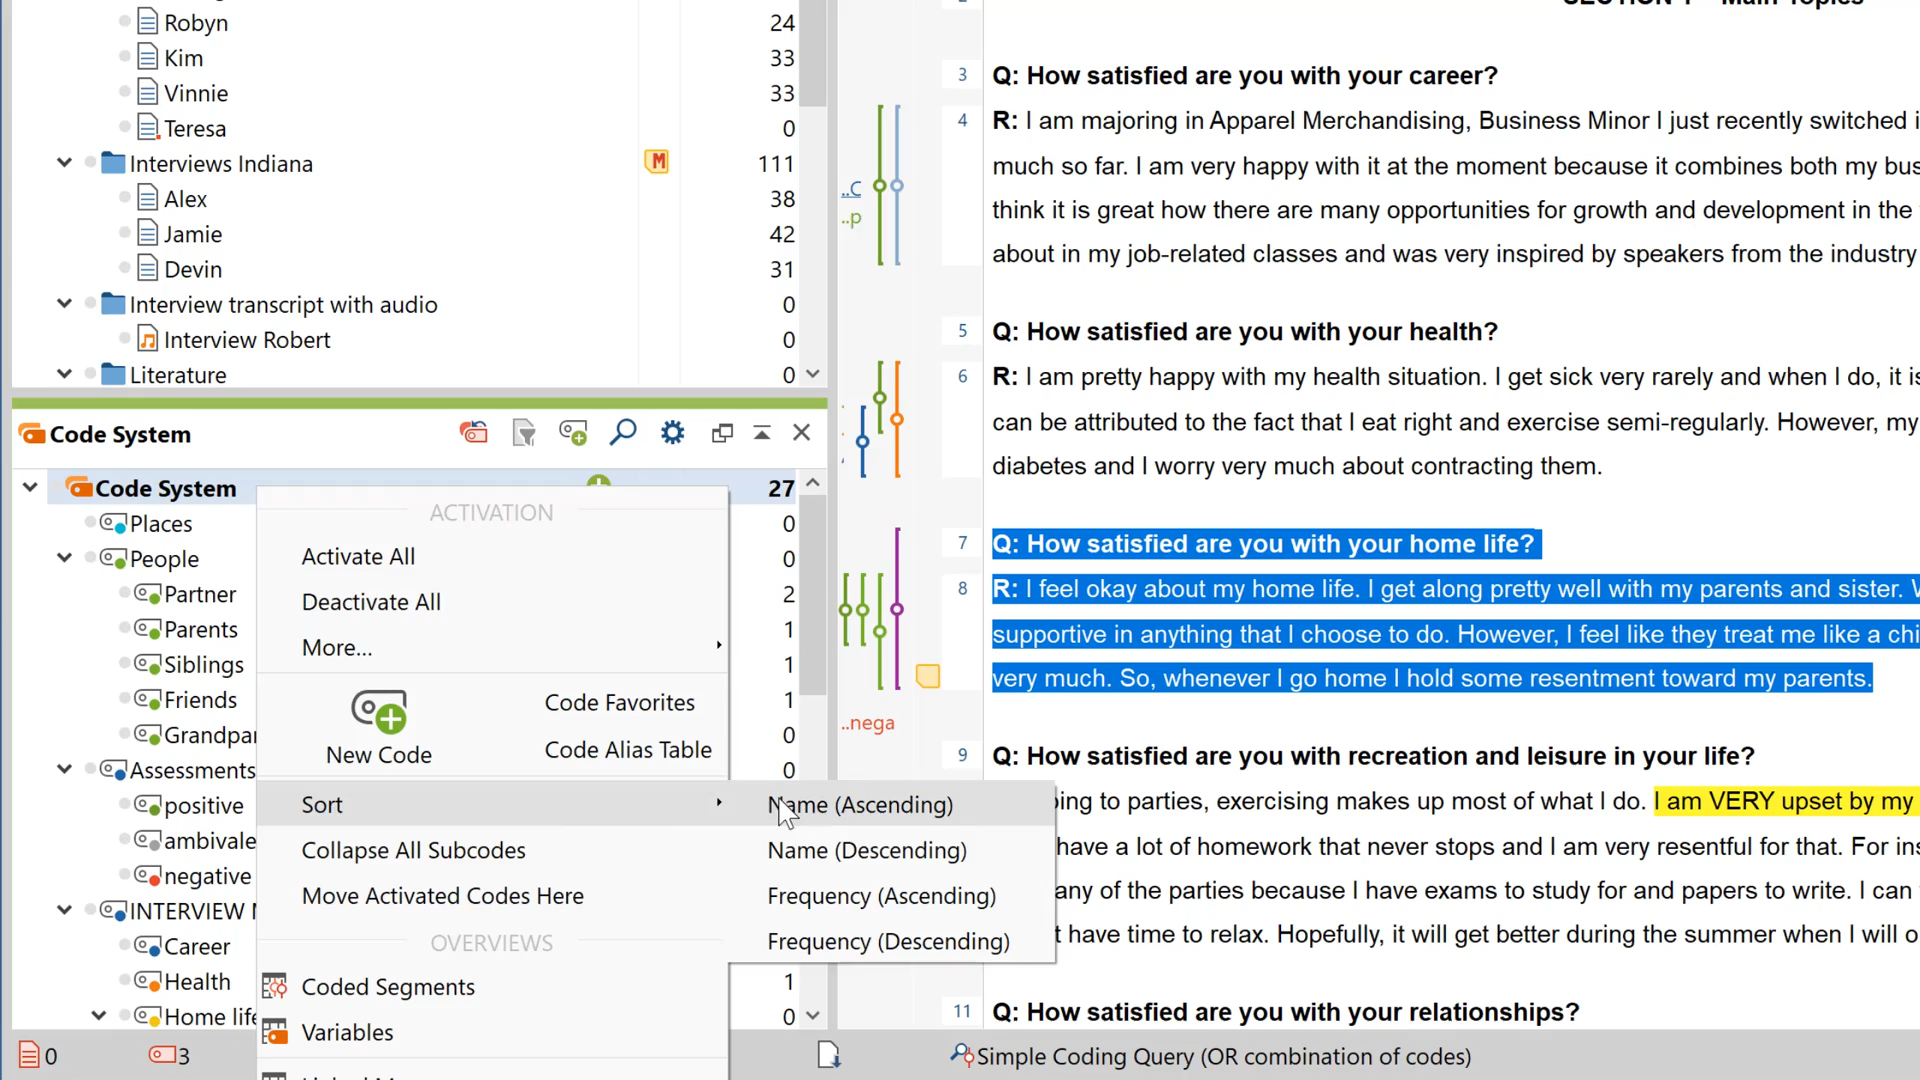 Robyn 24
Kim 33
Vinnie 33
Teresa 0
Interviews Indiana M 111
Alex 38
Jamie 42
Devin 31
Interview transcript with audio 0
Interview Robert 0
Literature 0
Code System
Code System 27
Places 0
People 0
Partner 2
Parents 1
Siblings 1
Friends 1
Grandpar 0
Assessments 0
positive
ambivale
negative
INTERVIEW
Career
Health 1
Home life 0
ACTIVATION
Activate All
Deactivate All
More...
New Code
Code Favorites
Code Alias Table
Sort
Collapse All Subcodes
Move Activated Codes Here
OVERVIEWS
Coded Segments
Variables
Name (Ascending)
Name (Descending)
Frequency (Ascending)
Frequency (Descending)
0
3
..C
..p
..nega
3 Q: How satisfied are you with your career?
4 R: I am majoring in Apparel Merchandising, Business Minor I just recently switched i
much so far. I am very happy with it at the moment because it combines both my bus
think it is great how there are many opportunities for growth and development in the
about in my job-related classes and was very inspired by speakers from the industry
5 Q: How satisfied are you with your health?
6 R: I am pretty happy with my health situation. I get sick very rarely and when I do, it is
can be attributed to the fact that I eat right and exercise semi-regularly. However, my
diabetes and I worry very much about contracting them.
7 Q: How satisfied are you with your home life?
8 R: I feel okay about my home life. I get along pretty well with my parents and sister. W
supportive in anything that I choose to do. However, I feel like they treat me like a chi
very much. So, whenever I go home I hold some resentment toward my parents.
9 Q: How satisfied are you with recreation and leisure in your life?
ing to parties, exercising makes up most of what I do. I am VERY upset by my
have a lot of homework that never stops and I am very resentful for that. For ins
any of the parties because I have exams to study for and papers to write. I can
t have time to relax. Hopefully, it will get better during the summer when I will o
11 Q: How satisfied are you with your relationships?
Simple Coding Query (OR combination of codes)